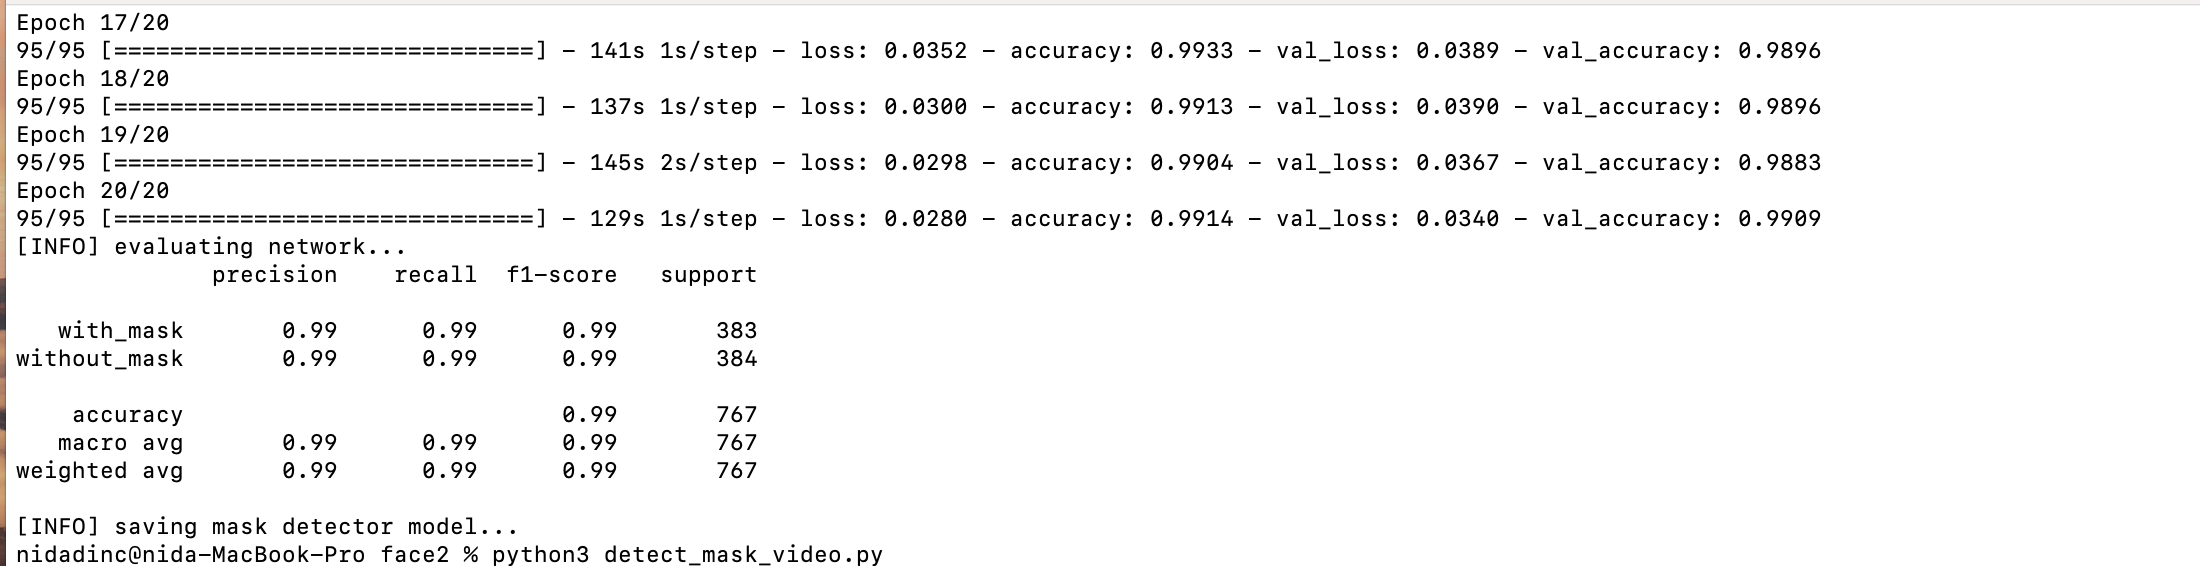 Epoch 17/20
95/95 [==============================] - 141s 1s/step - loss: 0.0352 - accuracy: 0.9933 - val_loss: 0.0389 - val_accuracy: 0.9896
Epoch 18/20
95/95 [==============================] - 137s 1s/step - loss: 0.0300 - accuracy: 0.9913 - val_loss: 0.0390 - val_accuracy: 0.9896
Epoch 19/20
95/95 [==============================] - 145s 2s/step - loss: 0.0298 - accuracy: 0.9904 - val_loss: 0.0367 - val_accuracy: 0.9883
Epoch 20/20
95/95 [==============================] - 129s 1s/step - loss: 0.0280 - accuracy: 0.9914 - val_loss: 0.0340 - val_accuracy: 0.9909
[INFO] evaluating network...
              precision    recall  f1-score   support
   with_mask       0.99      0.99      0.99       383
without_mask       0.99      0.99      0.99       384
    accuracy                           0.99       767
   macro avg       0.99      0.99      0.99       767
weighted avg       0.99      0.99      0.99       767
[INFO] saving mask detector model...
nidadinc@nida-MacBook-Pro face2 % python3 detect_mask_video.py